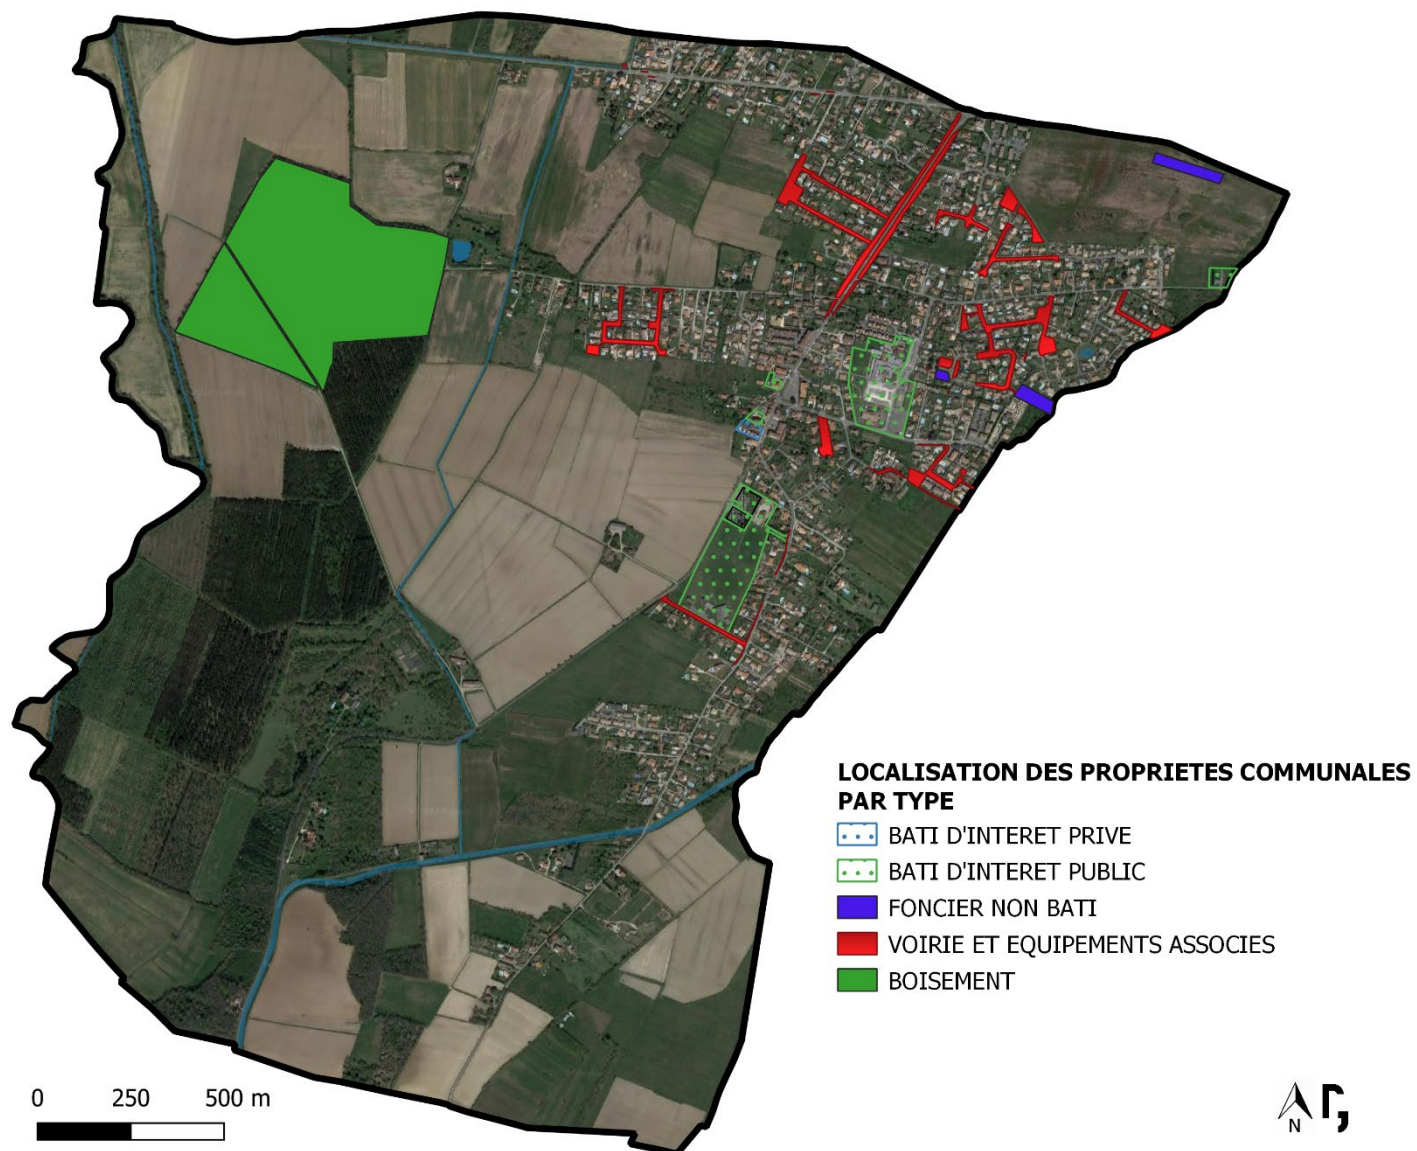 LOCALISATION DES PROPRIETES COMMUNALES
PAR TYPE
BATI D'INTERET PRIVE
BATI D'INTERET PUBLIC
FONCIER NON BATI
VOIRIE ET EQUIPEMENTS ASSOCIES
BOISEMENT
0 250 500 m
N